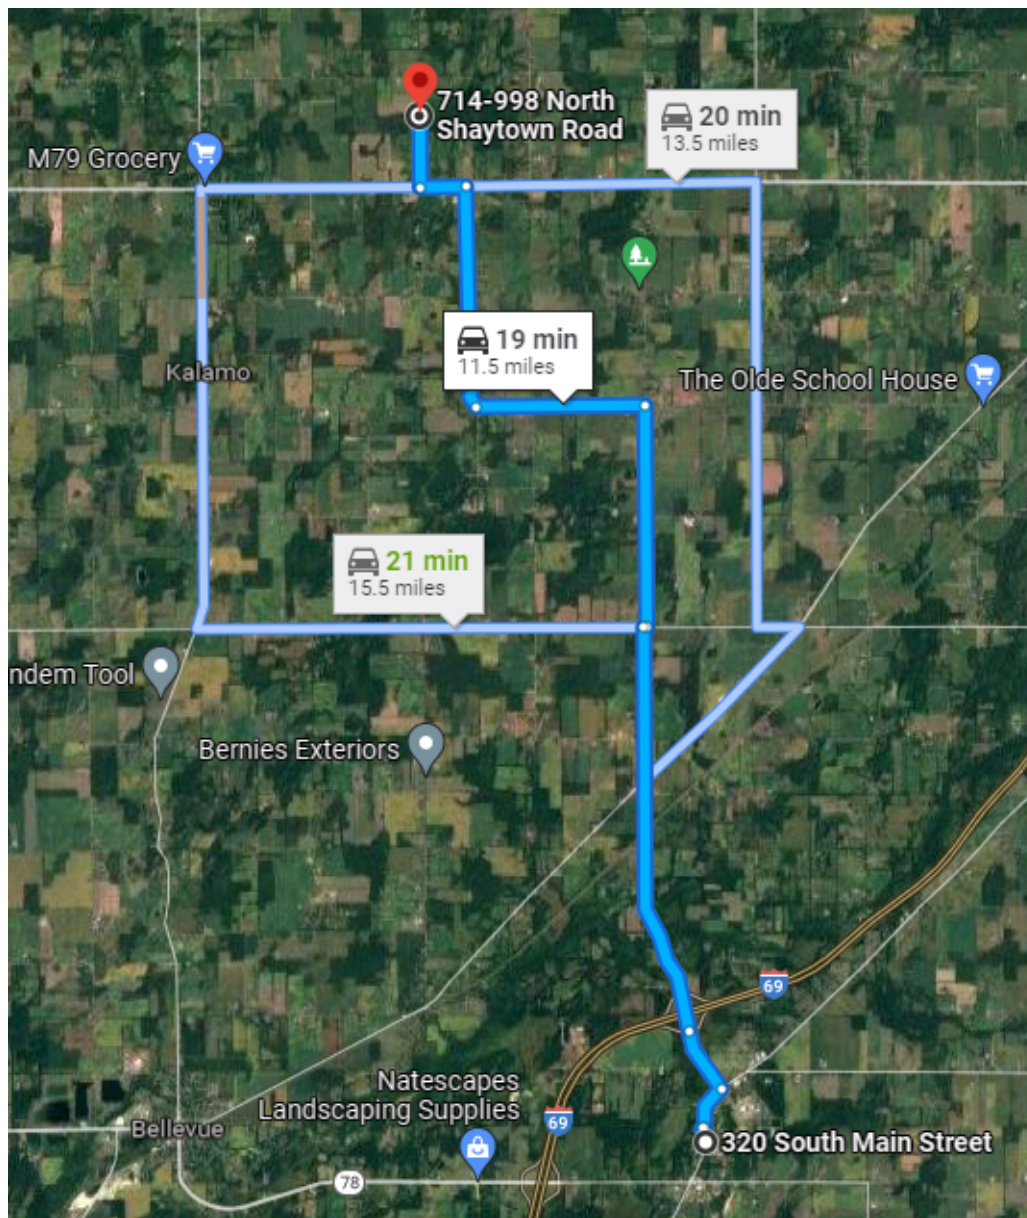 714-998 North
Shaytown Road
20 min
13.5 miles
M79 Grocery
19 min
11.5 miles
Kalamo
The Olde School House
21 min
15.5 miles
ndem Tool
Bernies Exteriors
69
Natescapes
Landscaping Supplies
69
Bellevue
320 South Main Street
78